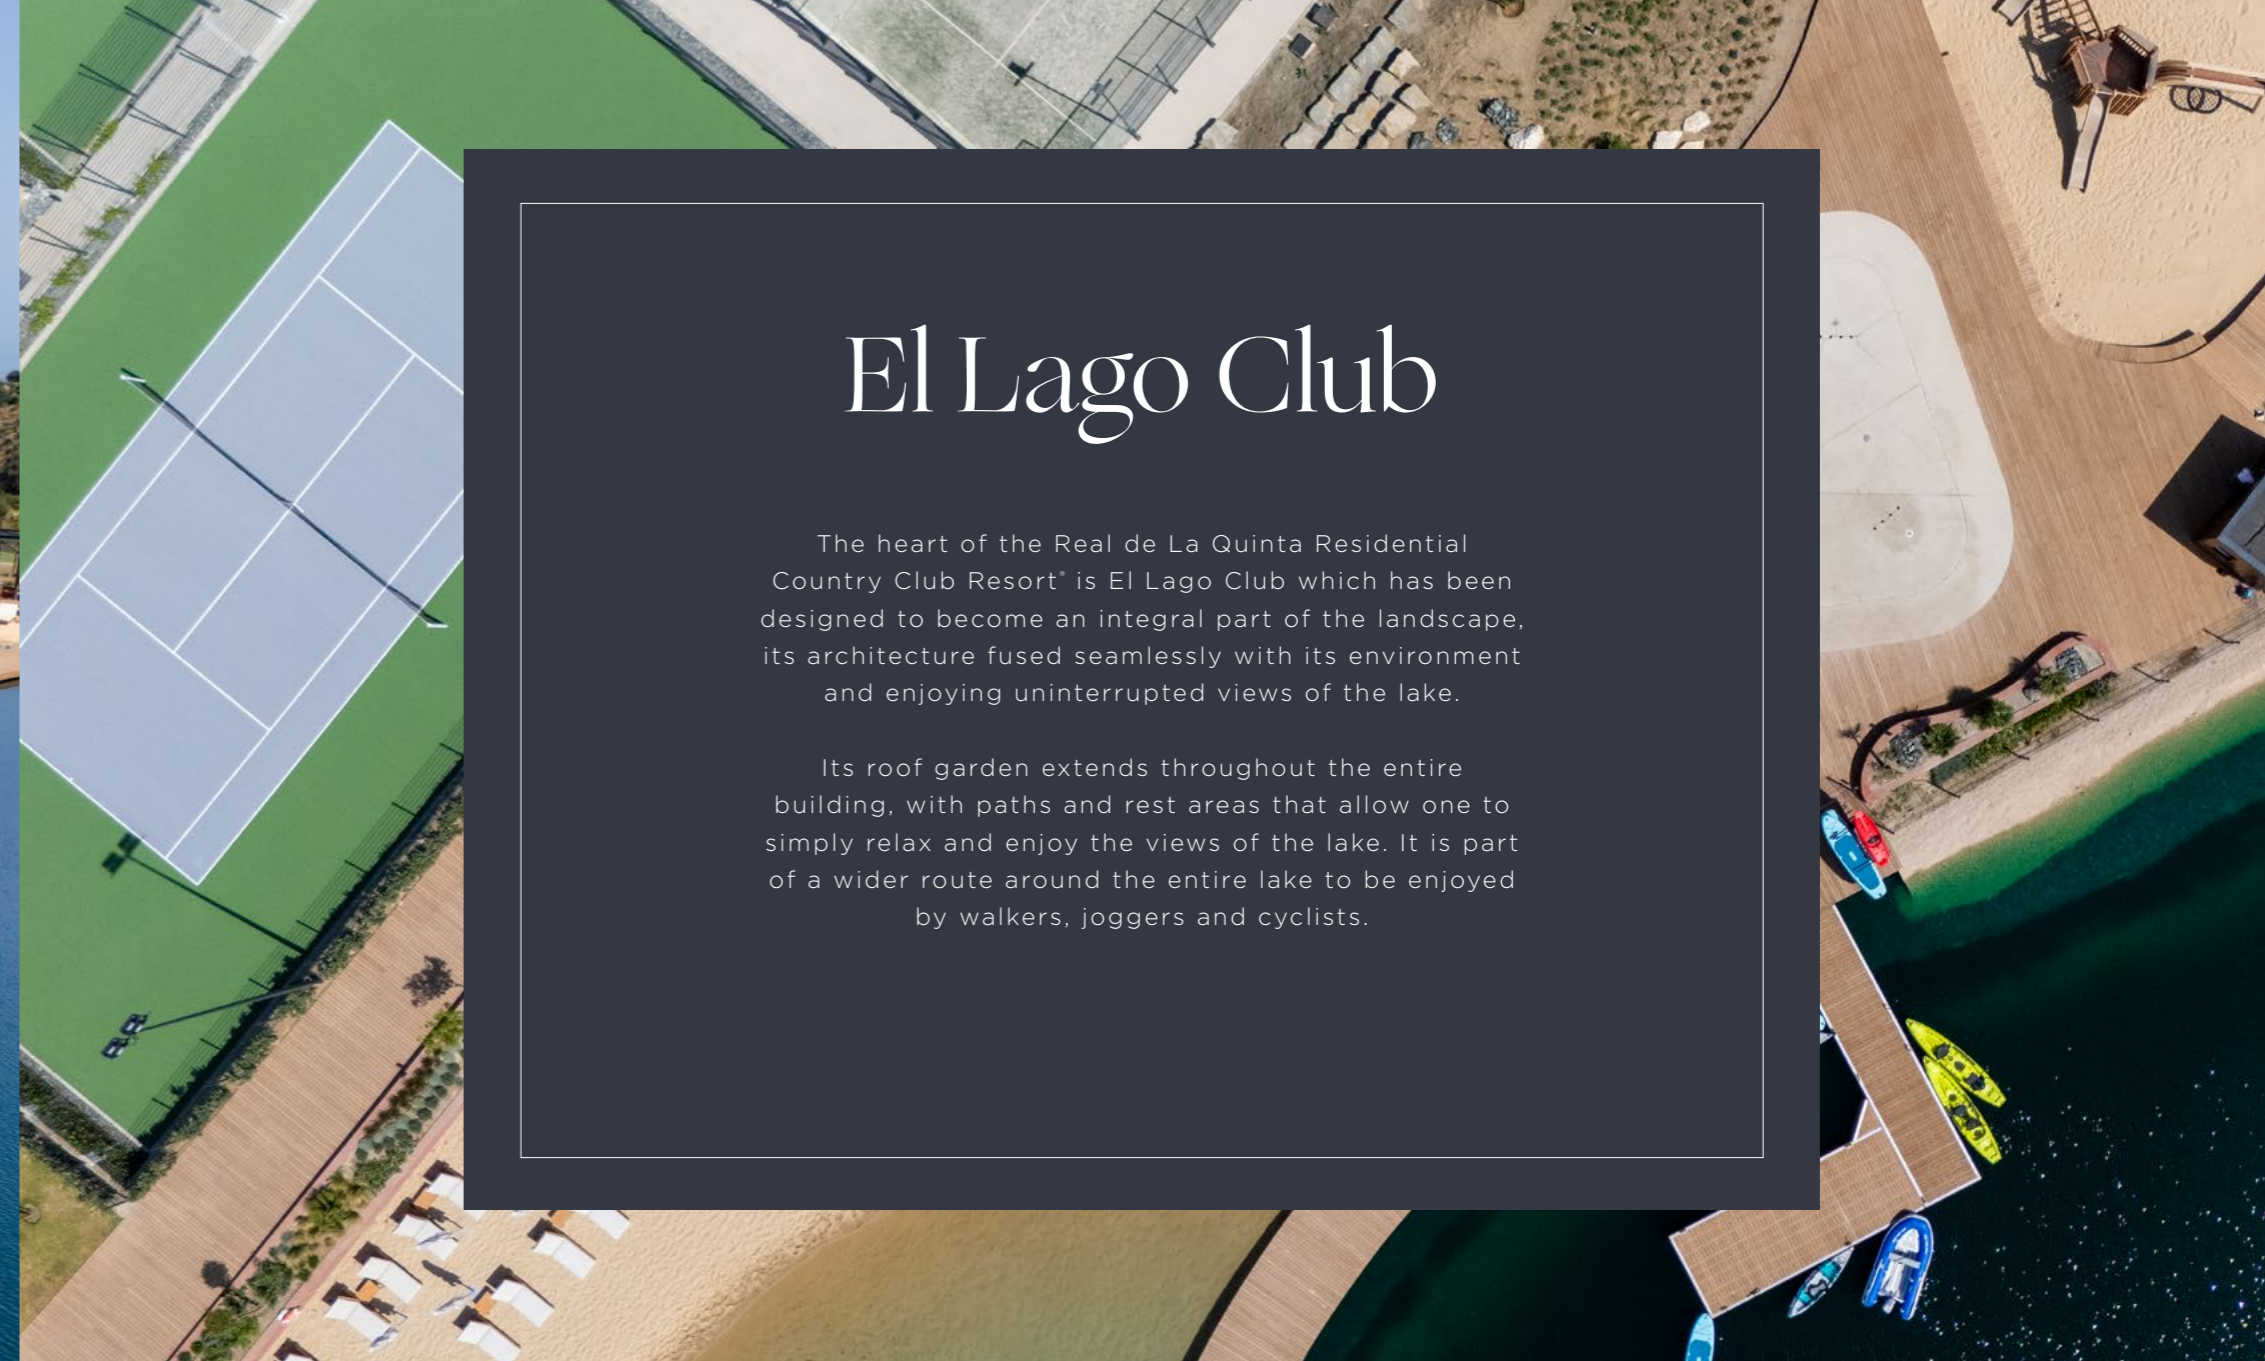 El Lago Club
The heart of the Real de La Quinta Residential
Country Club Resort® is El Lago Club which has been
designed to become an integral part of the landscape,
its architecture fused seamlessly with its environment
and enjoying uninterrupted views of the lake.
Its roof garden extends throughout the entire
building, with paths and rest areas that allow one to
simply relax and enjoy the views of the lake. It is part
of a wider route around the entire lake to be enjoyed
by walkers, joggers and cyclists.